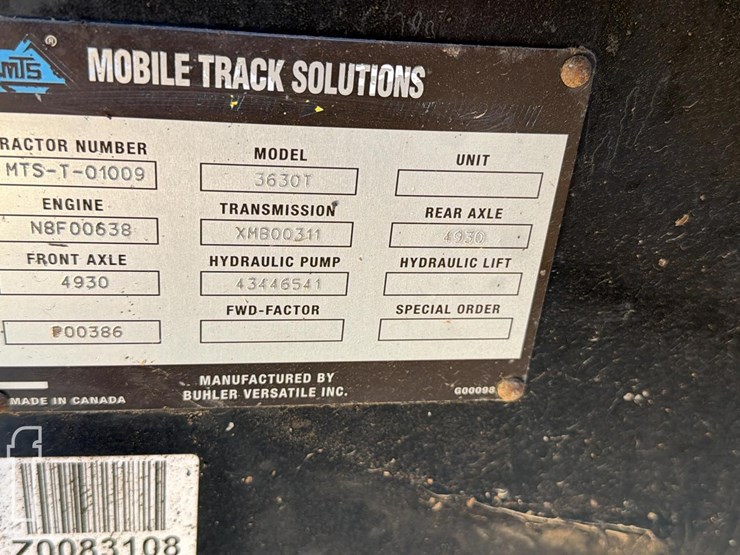 MTS ®
MOBILE TRACK SOLUTIONS
RACTOR NUMBER MODEL UNIT
MTS-T-01009 3630T
ENGINE TRANSMISSION REAR AXLE
N8F00638 XMB00311 4930
FRONT AXLE HYDRAULIC PUMP HYDRAULIC LIFT
4930 43446541
FWD-FACTOR SPECIAL ORDER
P00386
MANUFACTURED BY
MADE IN CANADA BUHLER VERSATILE INC. G00098
fs
Z0083108